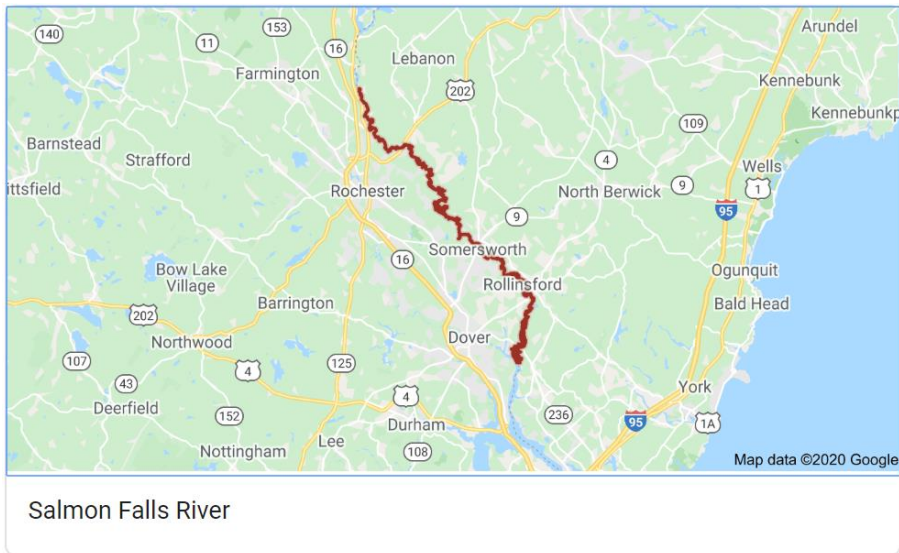 140
11
153
16
Lebanon
Arundel
Farmington
202
Kennebunk
Barnstead
109
Kennebunkp
ittsfield
Strafford
4
Wells
Rochester
North Berwick
9
1
9
95
Somersworth
16
Bow Lake
Village
Ogunquit
Rollinsford
Barrington
Bald Head
202
Northwood
Dover
107
125
4
43
York
Deerfield
4
152
236
95
1A
Durham
Lee
Nottingham
108
Map data ©2020 Google
Salmon Falls River